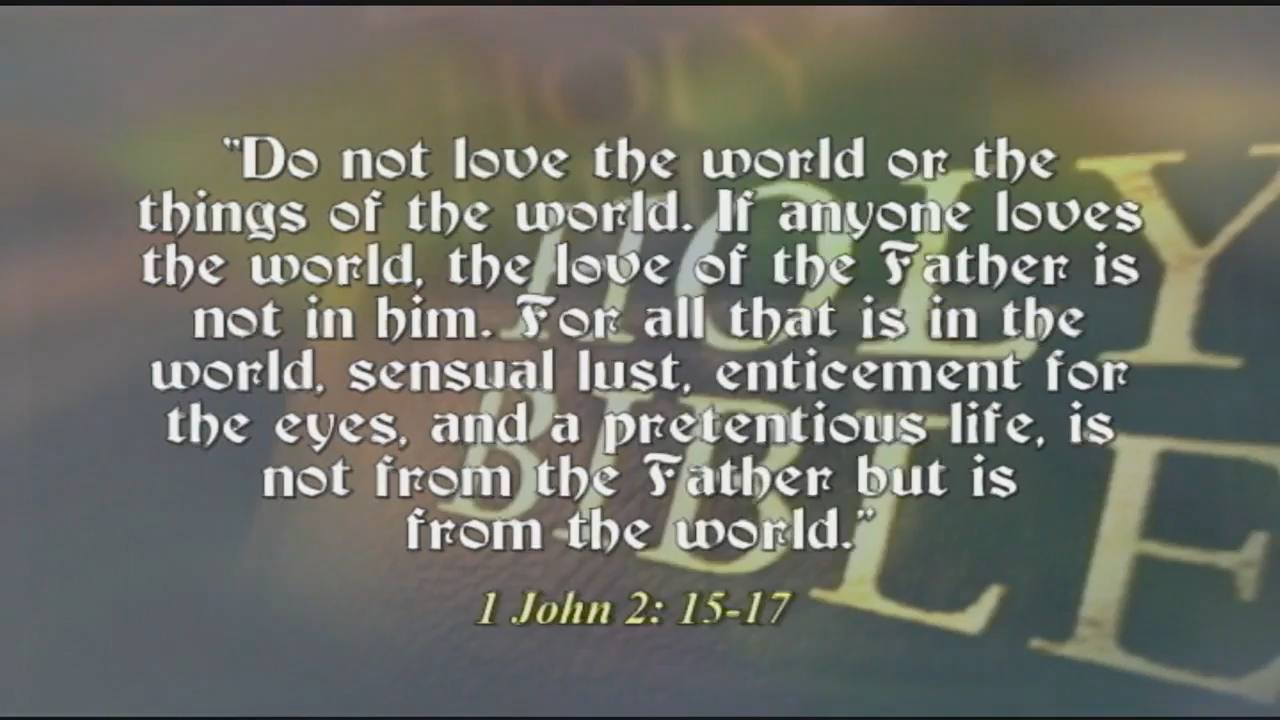 "Do not love the world or the
things of the world. If anyone loves
the world, the love of the Father is
not in him. For all that is in the
world, sensual lust, enticement for
the eyes, and a pretentious life, is
not from the Father but is
from the world."
1 John 2: 15-17
HOLY
BIBLE